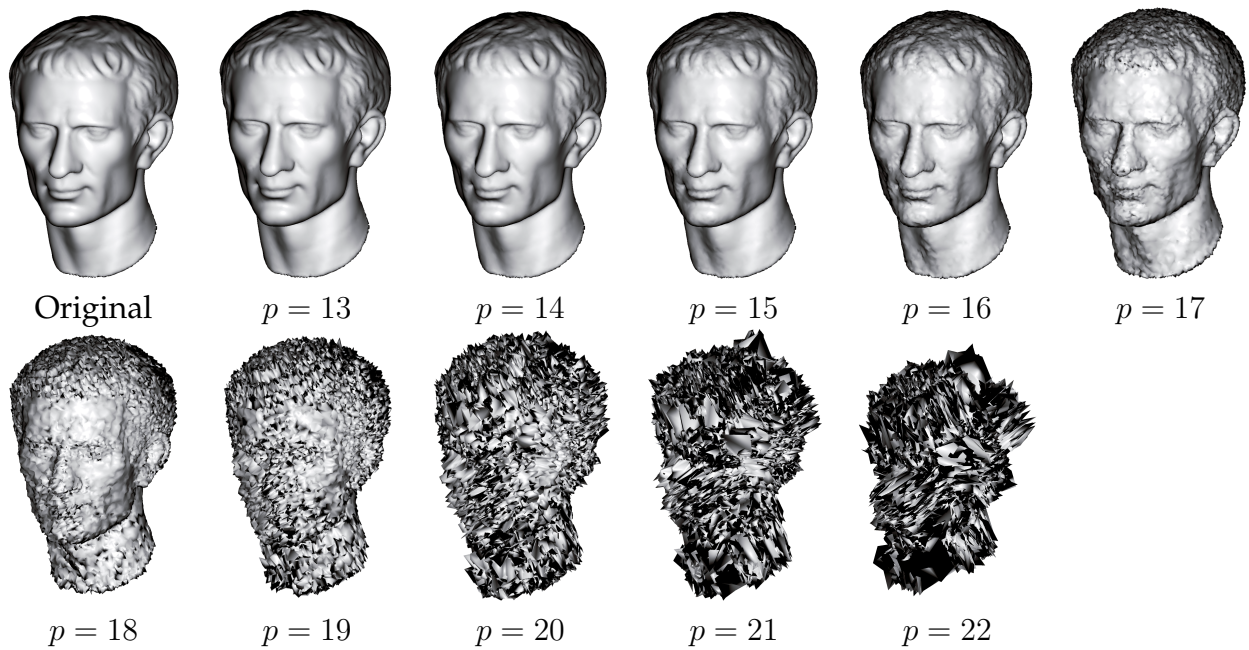 Original p = 13 p = 14 p = 15 p = 16 p = 17
p = 18 p = 19 p = 20 p = 21 p = 22